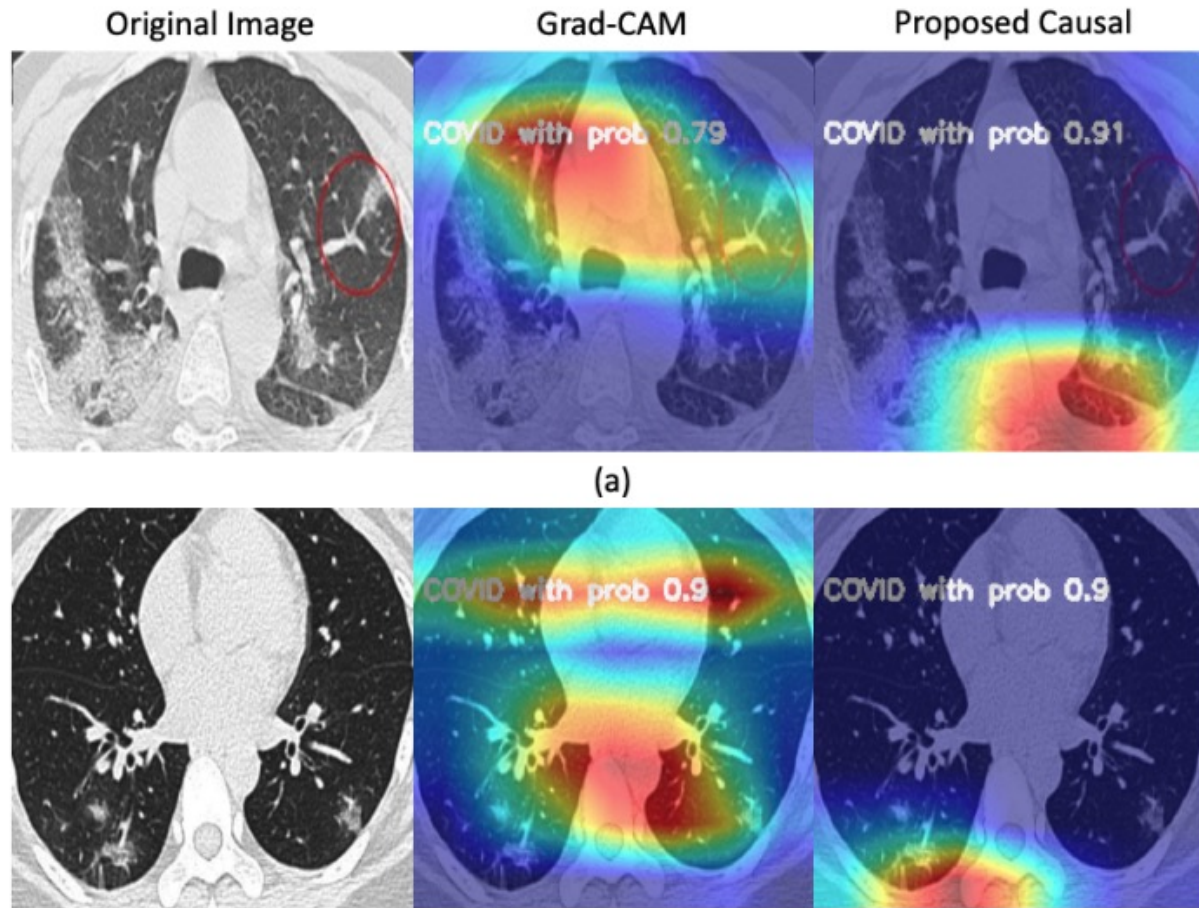 Original Image
Grad-CAM
Proposed Causal
COVID with prob 0.79
COVID with prob 0.91
(a)
COVID with prob 0.9
COVID with prob 0.9